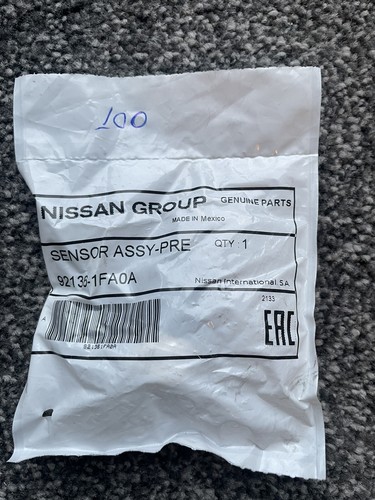 100
NISSAN GROUP GENUINE PARTS
MADE IN Mexico
SENSOR ASSY-PRE QTY : 1
92136-1FA0A
Nissan International, SA
2133
EAC
921361FA0A